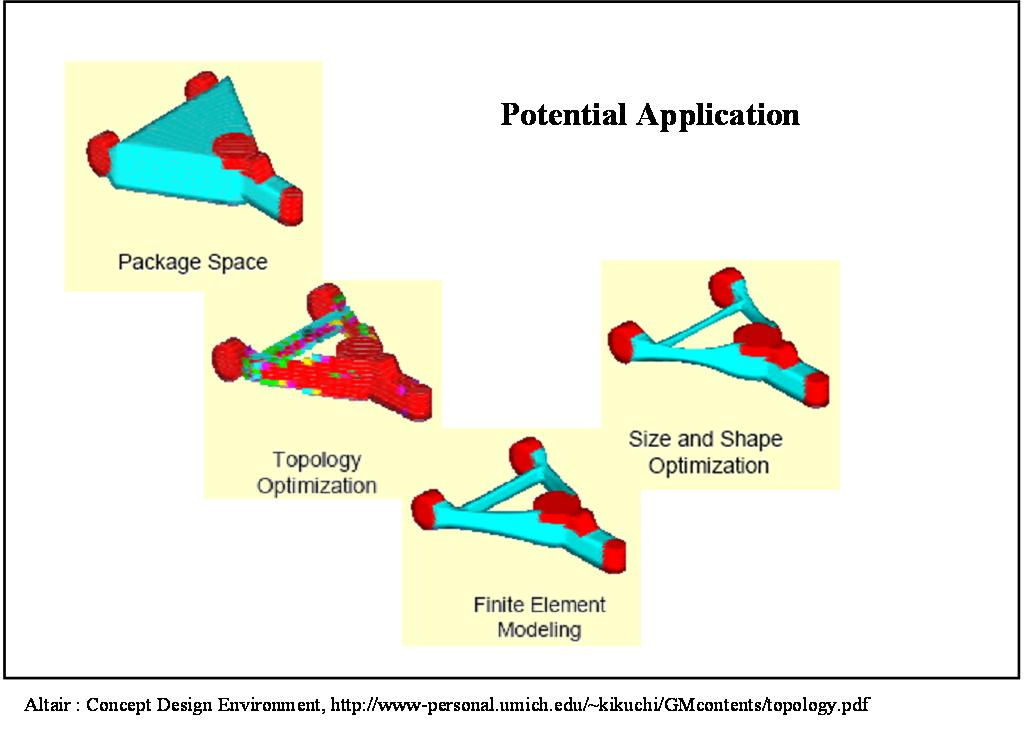 Potential Application
Package Space
Topology
Optimization
Size and Shape
Optimization
Finite Element
Modeling
Altair : Concept Design Environment, http://www-personal.umich.edu/~kikuchi/GMcontents/topology.pdf